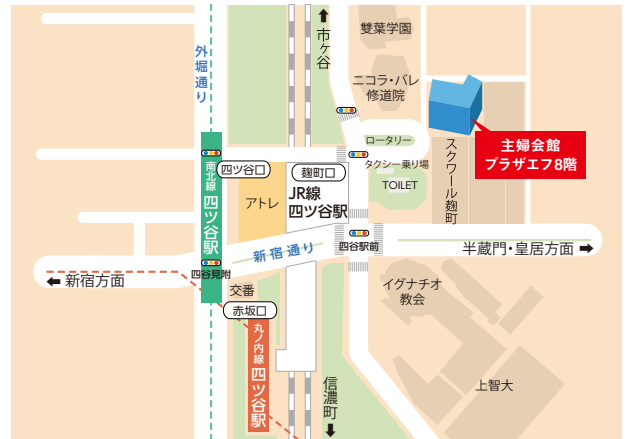 雙葉学園
市ヶ谷
外堀通り
ニコラ・バレ
修道院
主婦会館
プラザエフ8階
ロータリー
タクシー乗り場
スクワール麹町
四ツ谷口
麹町口
TOILET
南北線 四ツ谷駅
アトレ
JR線
四ツ谷駅
新宿通り
四谷駅前
半蔵門・皇居方面
四谷見附
新宿方面
交番
イグナチオ
教会
赤坂口
丸ノ内線 四ツ谷駅
信濃町
上智大